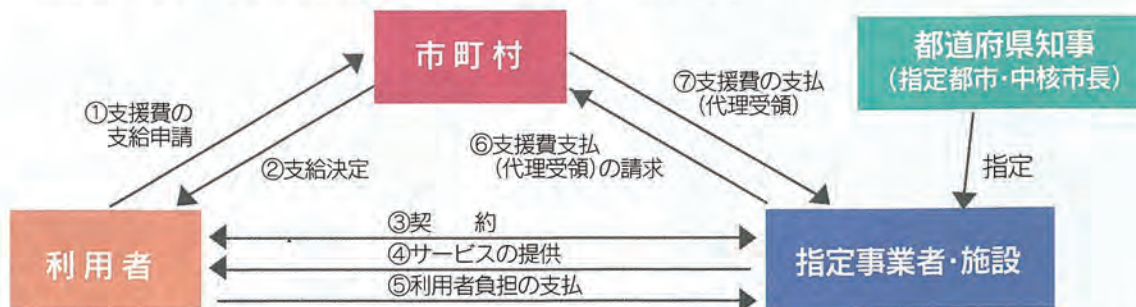 市町村
都道府県知事
(指定都市・中核市長)
①支援費の
支給申請
②支給決定
⑦支援費の支払
(代理受領)
⑥支援費支払
(代理受領)の請求
指定
利用者
③契 約
④サービスの提供
⑤利用者負担の支払
指定事業者・施設